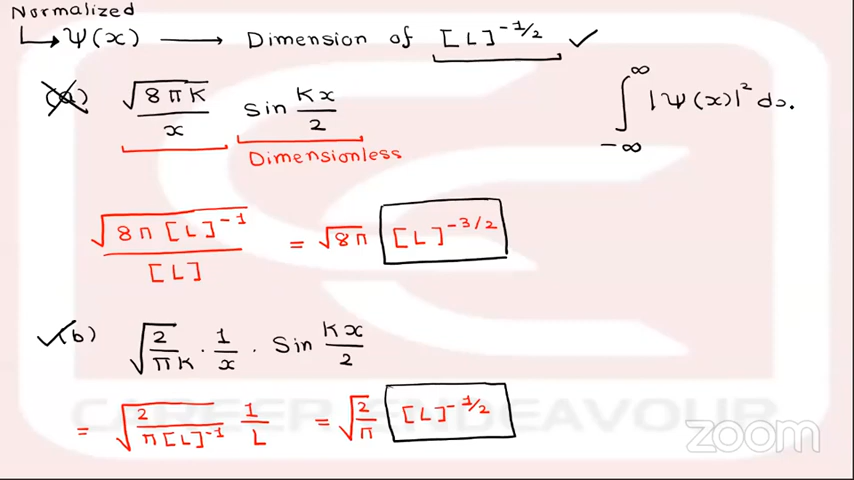 Normalized
↳ Ψ(x) ⟶ Dimension of [L]^{-1/2} ✓
(a) √(8πK)/x sin Kx/2
Dimensionless
∫_{-∞}^{∞} |Ψ(x)|² dx.
√(8π[L]^{-1})/[L] = √(8π) [L]^{-3/2}
✓(b) √(2/πK) · 1/x · Sin Kx/2
= √(2/π[L]^{-1}) 1/L = √(2/π) [L]^{-1/2}
CAREER ENDEAVOUR
zoom